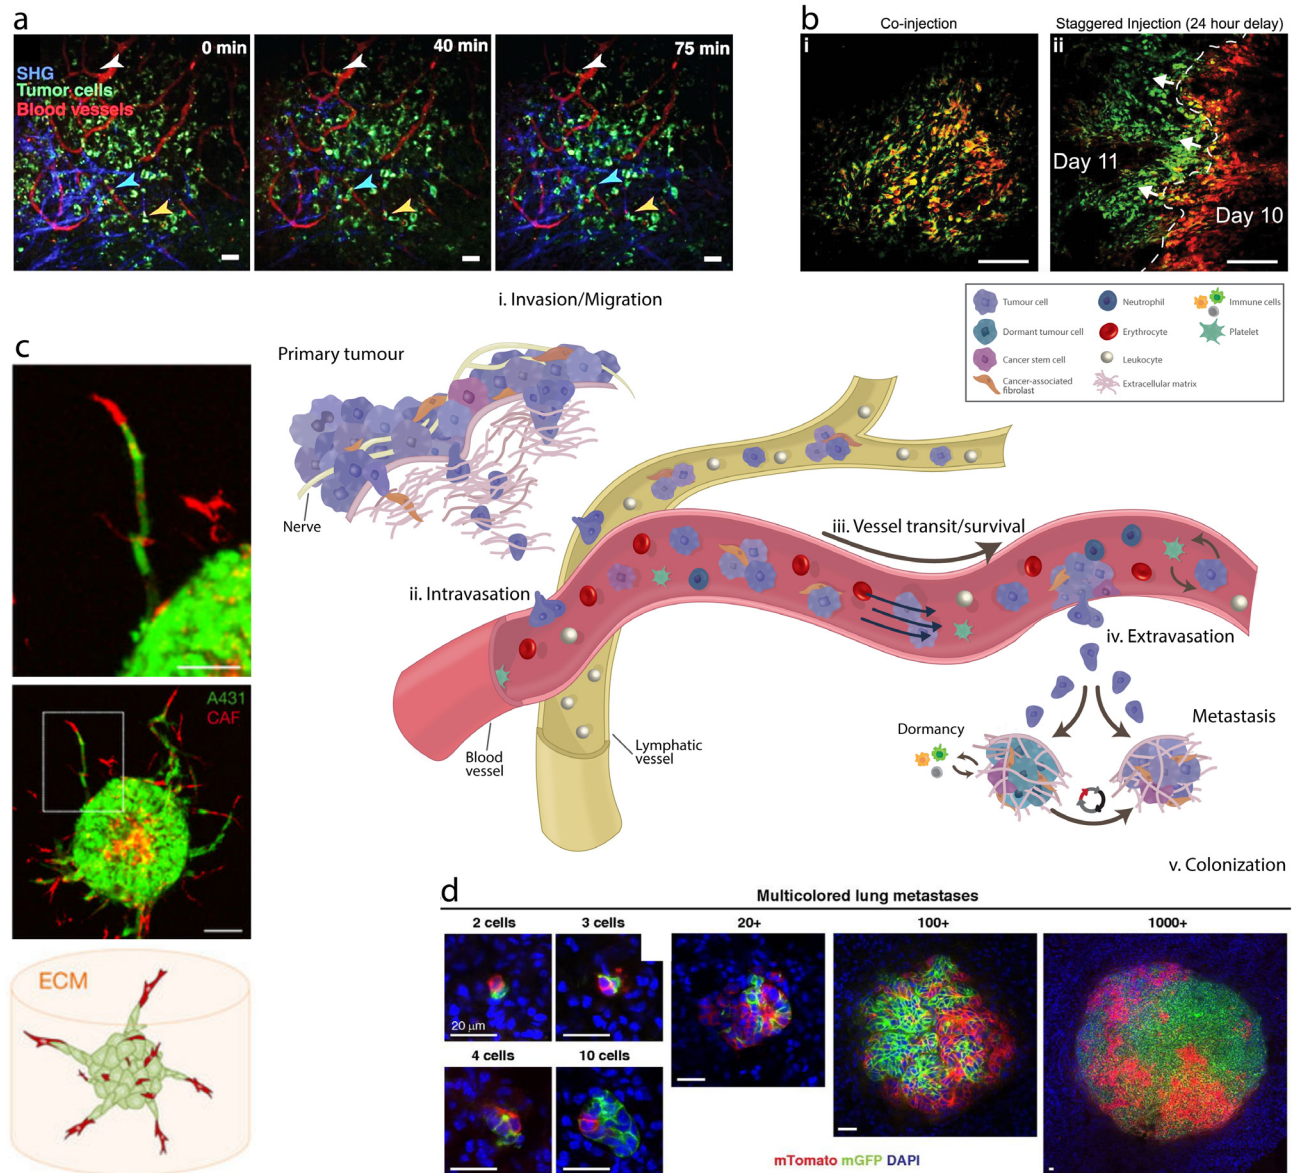 a
0 min
40 min
75 min
SHG
Tumor cells
Blood vessels
b
Co-injection
Staggered Injection (24 hour delay)
i
ii
Day 11
Day 10
i. Invasion/Migration
Tumour cell
Neutrophil
Immune cells
Dormant tumour cell
Erythrocyte
Platelet
Cancer stem cell
Leukocyte
Cancer-associated
fibrolast
Extracellular matrix
c
Primary tumour
Nerve
iii. Vessel transit/survival
ii. Intravasation
iv. Extravasation
A431
CAF
Metastasis
Dormancy
Blood
vessel
Lymphatic
vessel
v. Colonization
d
Multicolored lung metastases
2 cells
3 cells
20+
100+
1000+
20 µm
4 cells
10 cells
ECM
mTomato mGFP DAPI